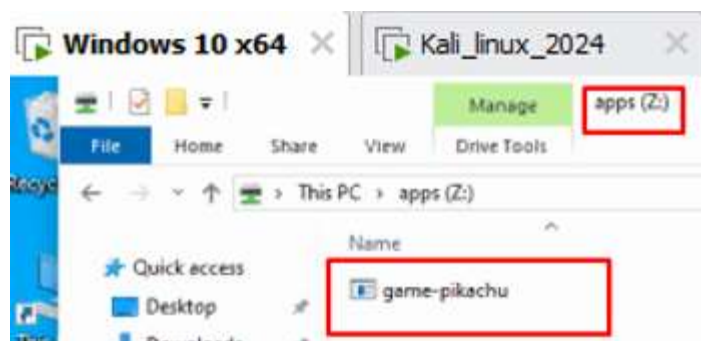 Windows 10 x64 Kali_linux_2024
Manage apps (Z:)
File Home Share View Drive Tools
This PC › apps (Z:)
Name
Quick access
game-pikachu
Desktop